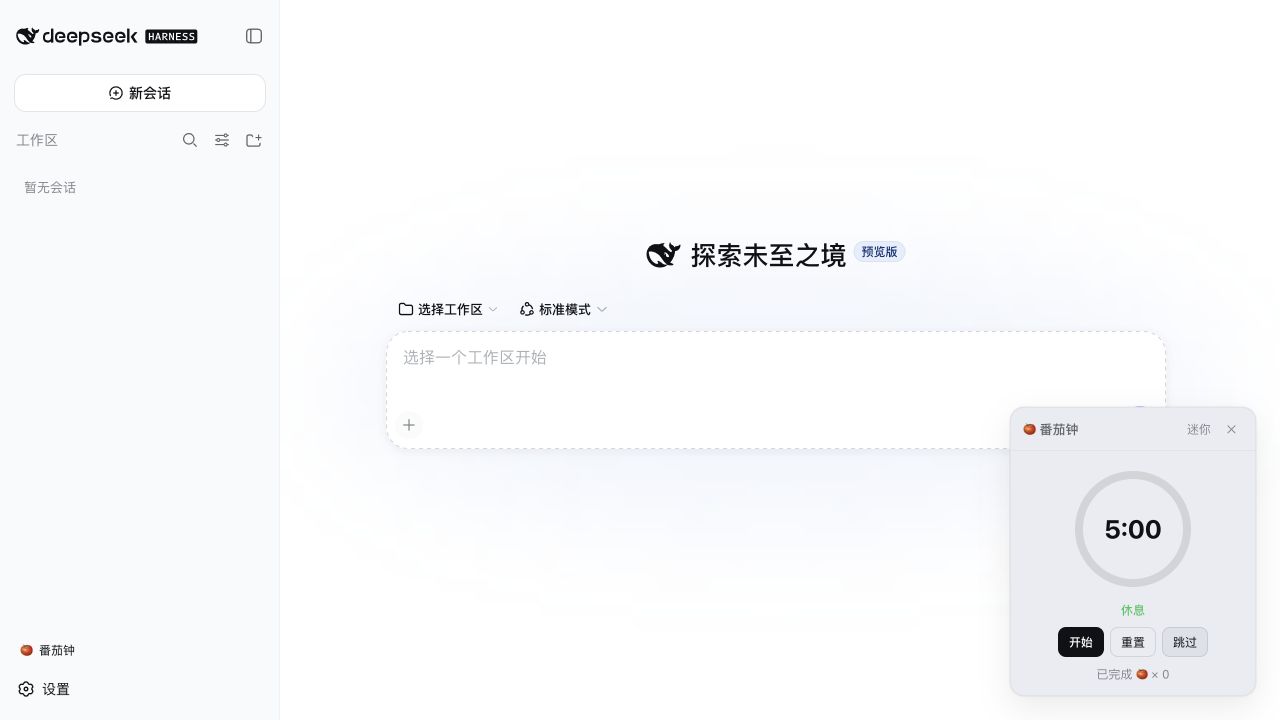 deepseek HARNESS
新会话
工作区
暂无会话
番茄钟
设置
探索未至之境 预览版
选择工作区 标准模式
选择一个工作区开始
番茄钟 迷你
5:00
休息
开始 重置 跳过
已完成 × 0